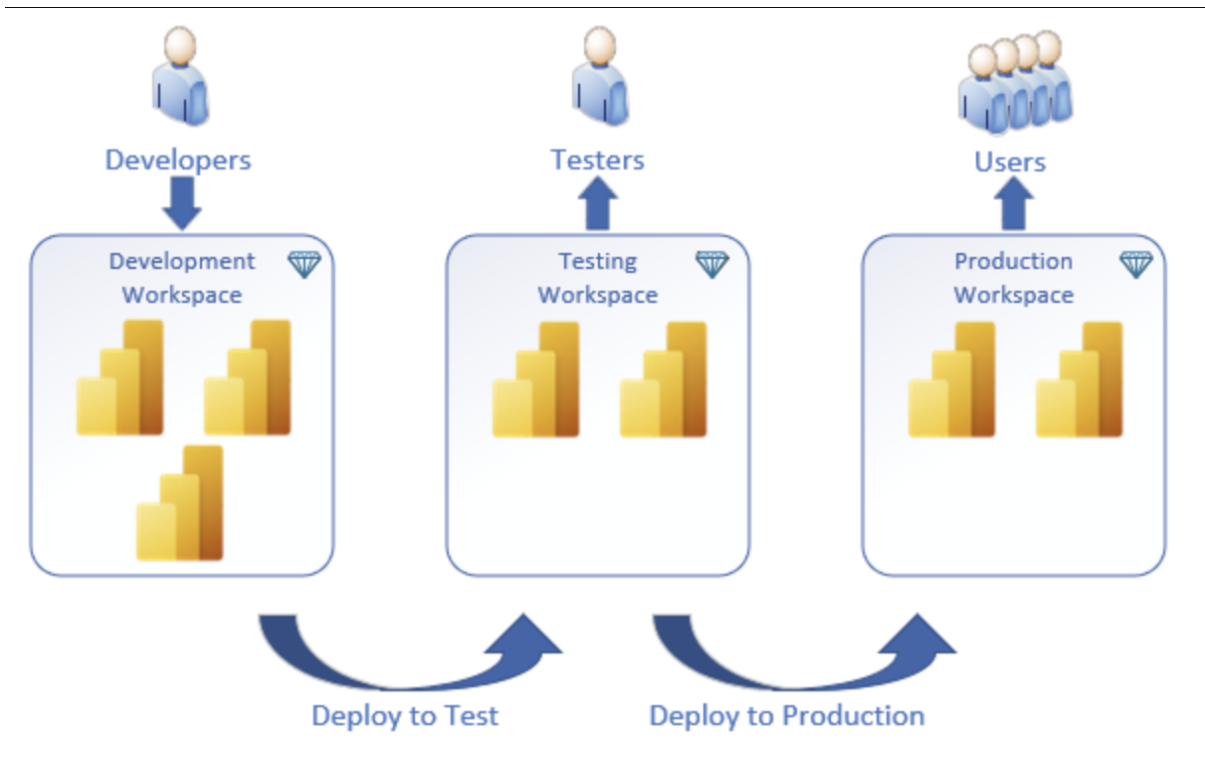 Developers
Testers
Users
Development
Workspace
Testing
Workspace
Production
Workspace
Deploy to Test
Deploy to Production